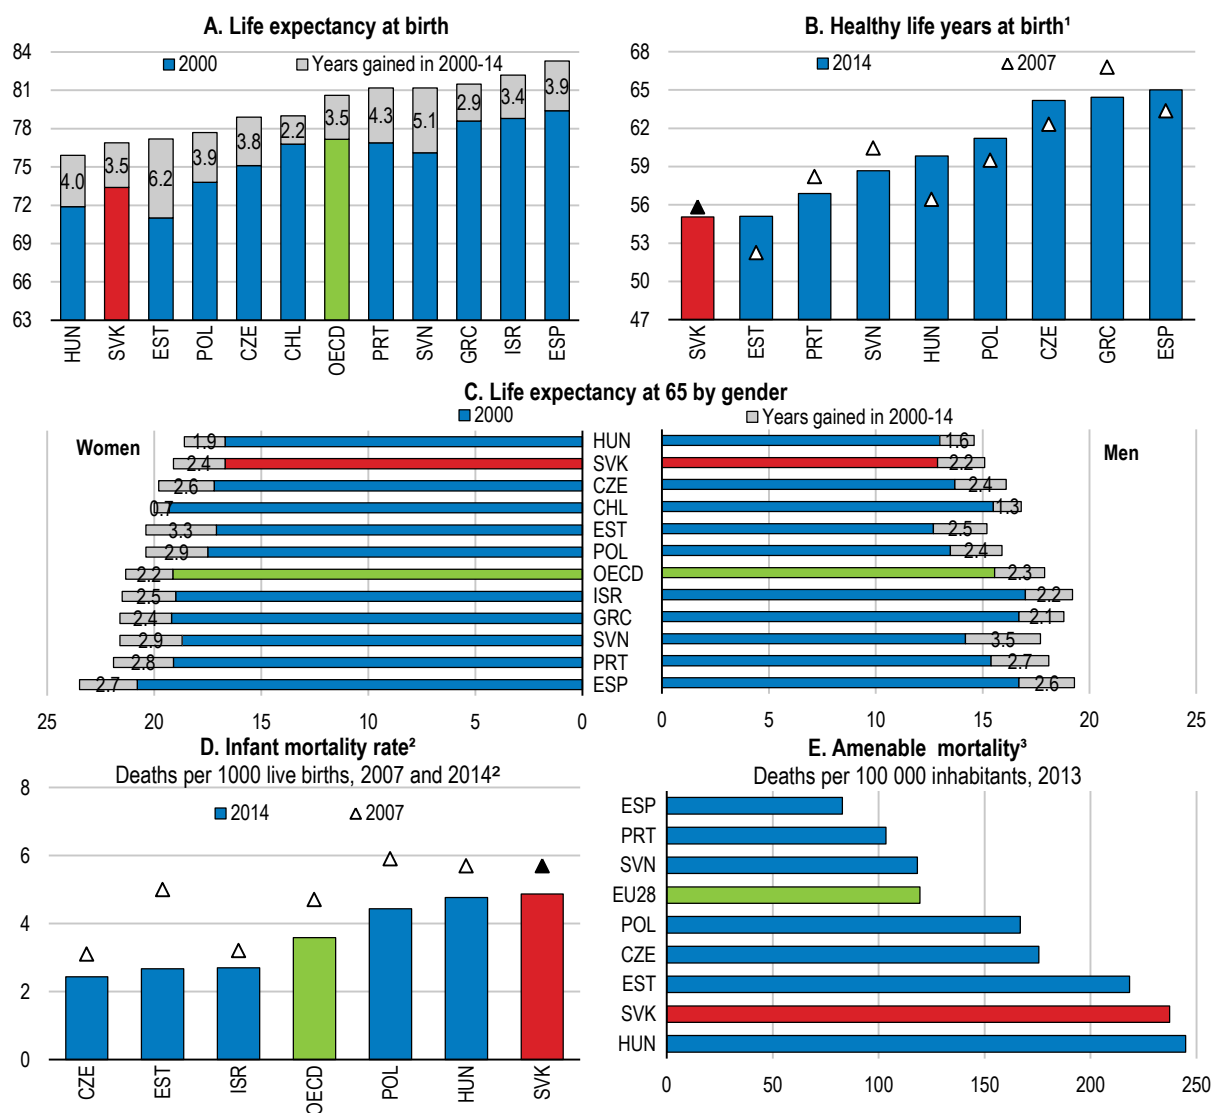 A. Life expectancy at birth
2000
Years gained in 2000-14
84
81
78
75
72
69
66
63
4.0
3.5
6.2
3.9
3.8
2.2
3.5
4.3
5.1
2.9
3.4
3.9
HUN
SVK
EST
POL
CZE
CHL
OECD
PRT
SVN
GRC
ISR
ESP
B. Healthy life years at birth¹
2014
2007
68
65
62
59
56
53
50
47
SVK
EST
PRT
SVN
HUN
POL
CZE
GRC
ESP
C. Life expectancy at 65 by gender
2000
Years gained in 2000-14
Women
Men
1.9 HUN 1.6
2.4 SVK 2.2
2.6 CZE 2.4
0.7 CHL 1.3
3.3 EST 2.5
2.9 POL 2.4
2.2 OECD 2.3
2.5 ISR 2.2
2.4 GRC 2.1
2.9 SVN 3.5
2.8 PRT 2.7
2.7 ESP 2.6
25 20 15 10 5 0
0 5 10 15 20 25
D. Infant mortality rate²
Deaths per 1000 live births, 2007 and 2014²
2014
2007
8
6
4
2
0
CZE
EST
ISR
OECD
POL
HUN
SVK
E. Amenable mortality³
Deaths per 100 000 inhabitants, 2013
ESP
PRT
SVN
EU28
POL
CZE
EST
SVK
HUN
0 50 100 150 200 250